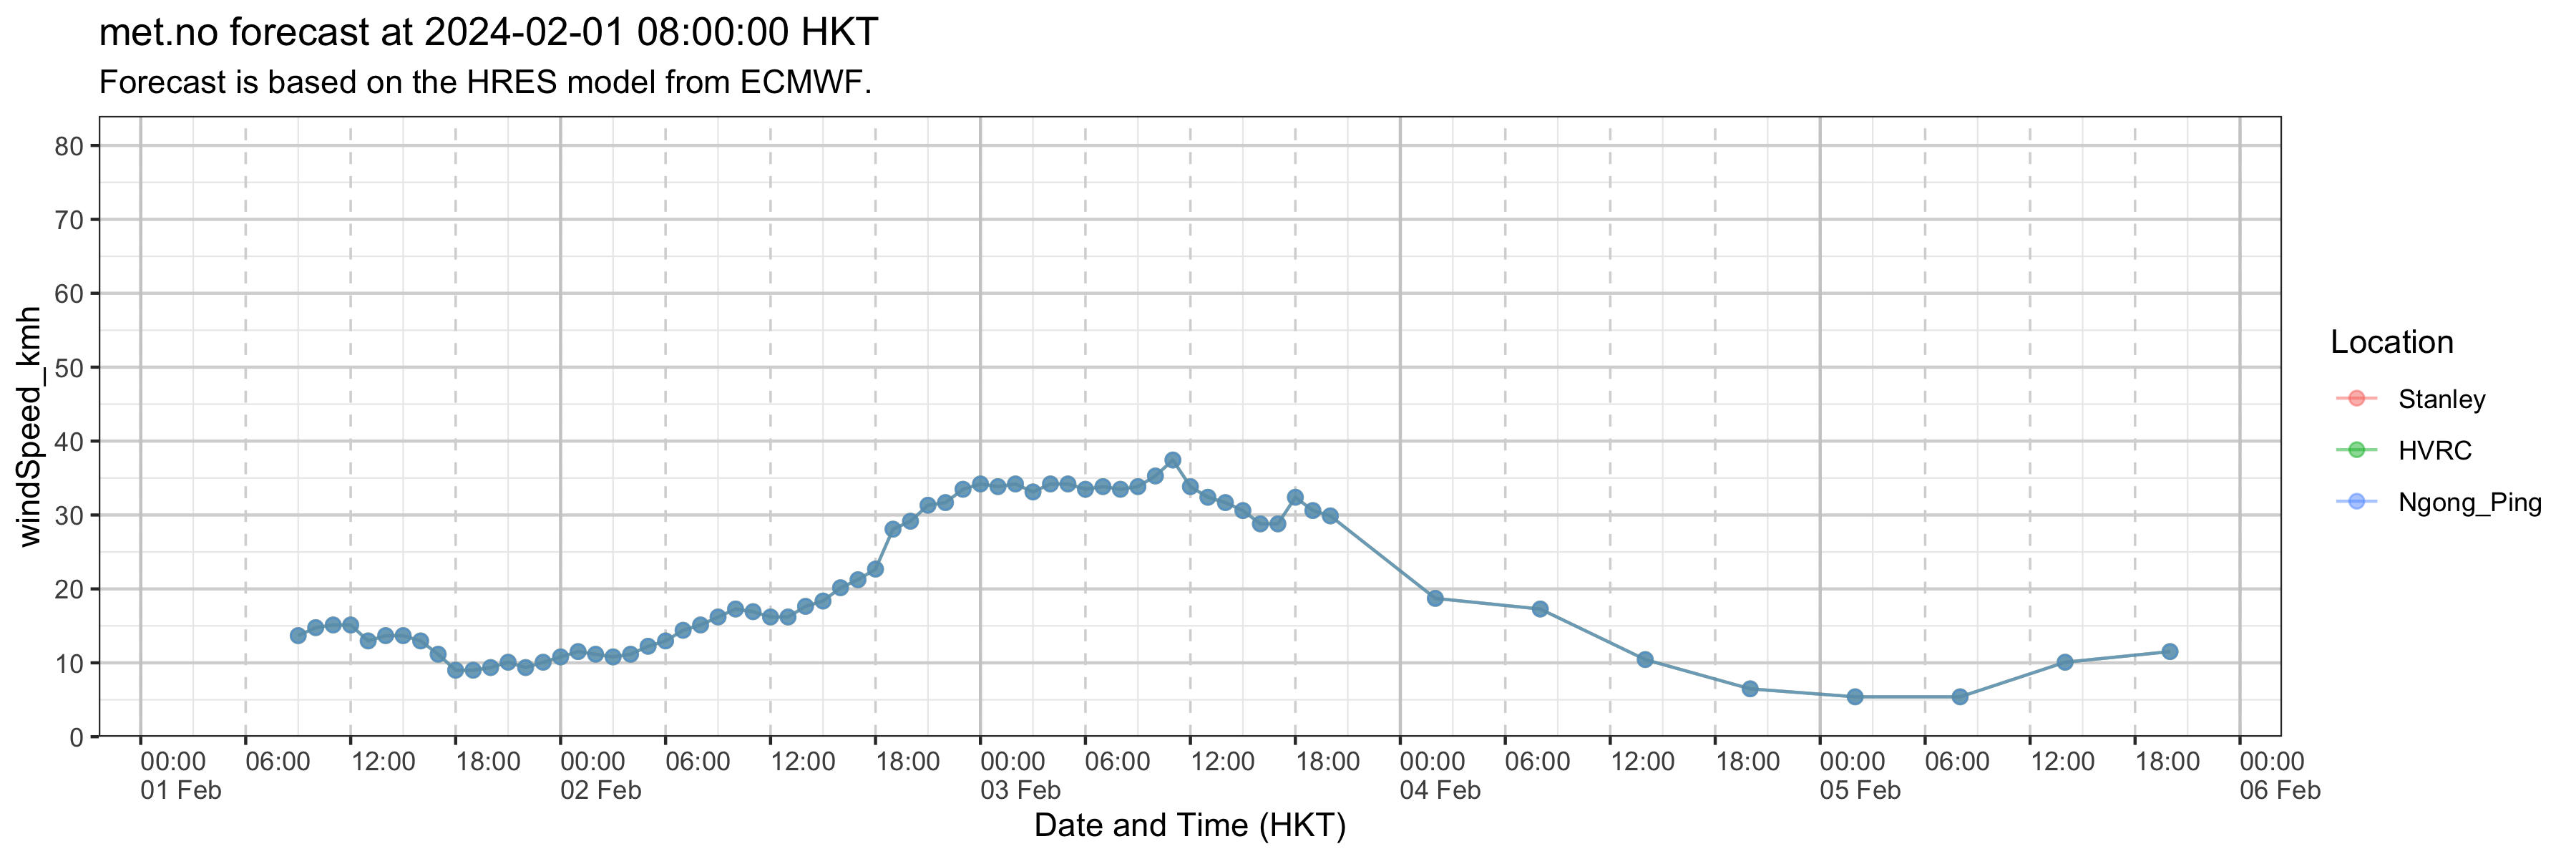 met.no forecast at 2024-02-01 08:00:00 HKT
Forecast is based on the HRES model from ECMWF.
windSpeed_kmh
80
70
60
50
40
30
20
10
0
00:00 06:00 12:00 18:00 00:00 06:00 12:00 18:00 00:00 06:00 12:00 18:00 00:00 06:00 12:00 18:00 00:00 06:00 12:00 18:00 00:00
01 Feb 02 Feb 03 Feb 04 Feb 05 Feb 06 Feb
Date and Time (HKT)
Location
Stanley
HVRC
Ngong_Ping